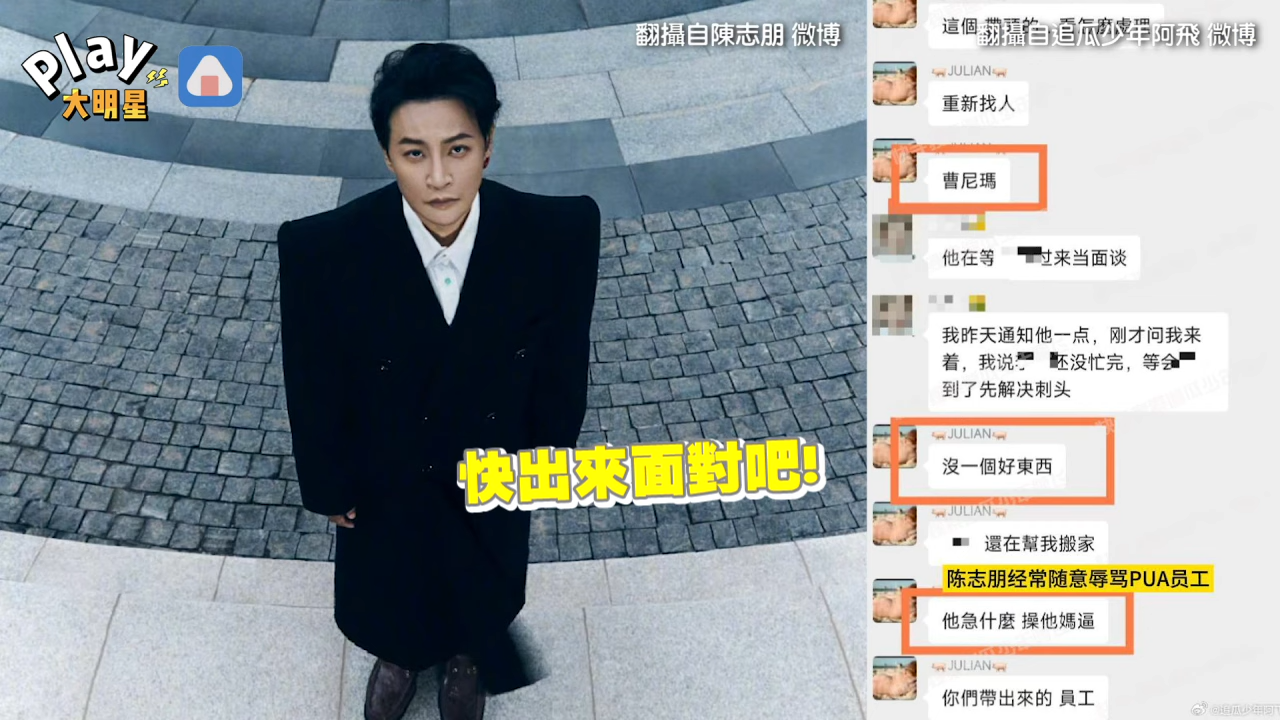 Play
大明星
翻攝自陳志朋 微博
快出來面對吧!
翻攝自追瓜少年阿飛 微博
JULIAN
重新找人
曹尼瑪
他在等
过来当面谈
我昨天通知他一点，刚才问我来
着，我说
还没忙完，等会
到了先解决刺头
JULIAN
沒一個好東西
JULIAN
還在幫我搬家
陈志朋经常随意辱骂PUA员工
他急什麼 操他媽逼
JULIAN
你們帶出來的 員工